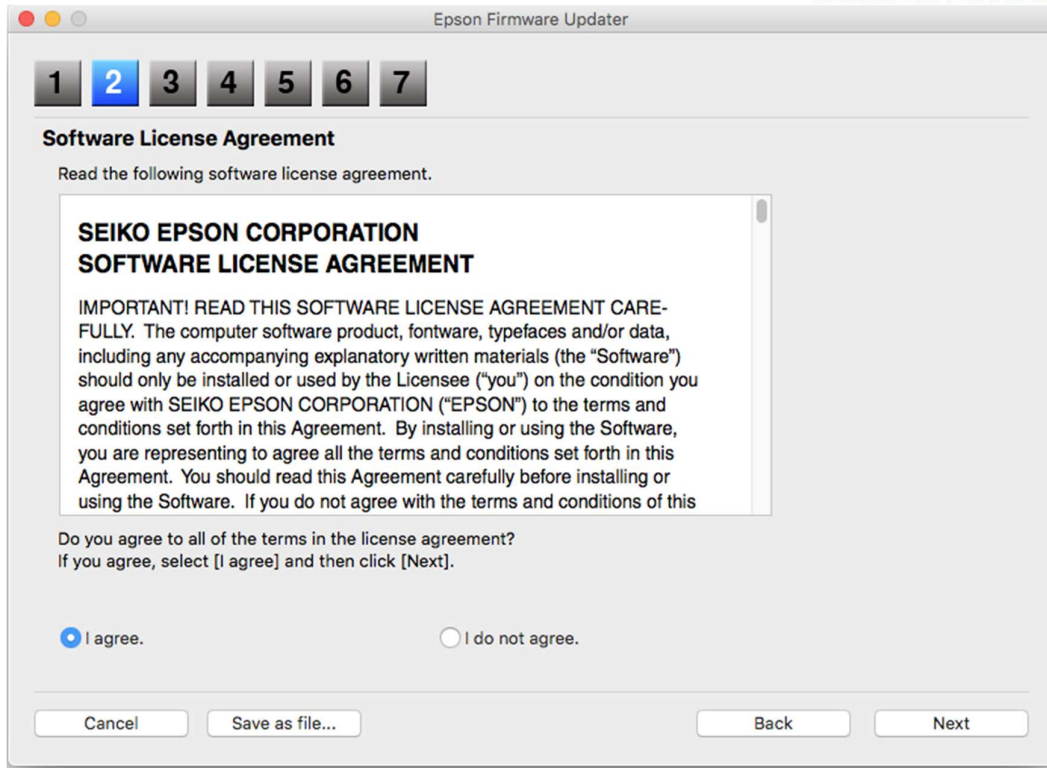 Epson Firmware Updater
1 2 3 4 5 6 7
Software License Agreement
Read the following software license agreement.
SEIKO EPSON CORPORATION
SOFTWARE LICENSE AGREEMENT
IMPORTANT! READ THIS SOFTWARE LICENSE AGREEMENT CARE-
FULLY. The computer software product, fontware, typefaces and/or data,
including any accompanying explanatory written materials (the “Software”)
should only be installed or used by the Licensee (“you”) on the condition you
agree with SEIKO EPSON CORPORATION (“EPSON”) to the terms and
conditions set forth in this Agreement. By installing or using the Software,
you are representing to agree all the terms and conditions set forth in this
Agreement. You should read this Agreement carefully before installing or
using the Software. If you do not agree with the terms and conditions of this
Do you agree to all of the terms in the license agreement?
If you agree, select [I agree] and then click [Next].
I agree. I do not agree.
Cancel Save as file... Back Next